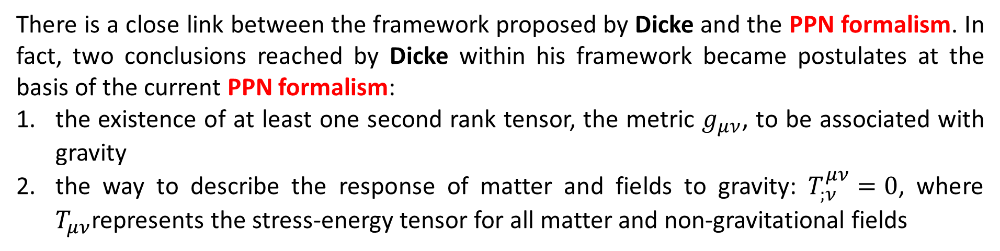 There is a close link between the framework proposed by Dicke and the PPN formalism. In
fact, two conclusions reached by Dicke within his framework became postulates at the
basis of the current PPN formalism:
1. the existence of at least one second rank tensor, the metric $g_{\mu\nu}$, to be associated with
gravity
2. the way to describe the response of matter and fields to gravity: $T^{\mu\nu}_{;\nu} = 0$, where
$T_{\mu\nu}$ represents the stress-energy tensor for all matter and non-gravitational fields